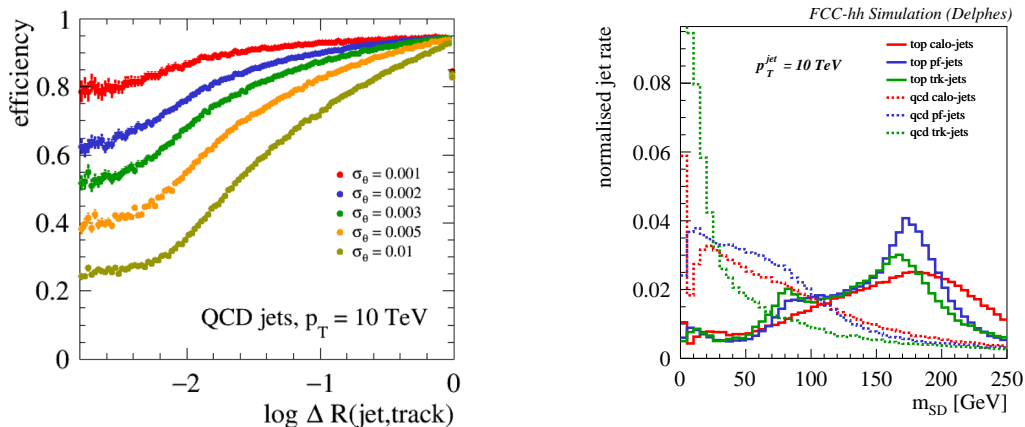 efficiency
1
0.8
0.6
0.4
0.2
0
σθ = 0.001
σθ = 0.002
σθ = 0.003
σθ = 0.005
σθ = 0.01
QCD jets, pT = 10 TeV
−2
−1
0
log Δ R(jet,track)
FCC-hh Simulation (Delphes)
normalised jet rate
0.08
0.06
0.04
0.02
0
pTjet = 10 TeV
top calo-jets
top pf-jets
top trk-jets
qcd calo-jets
qcd pf-jets
qcd trk-jets
0
50
100
150
200
250
mSD [GeV]